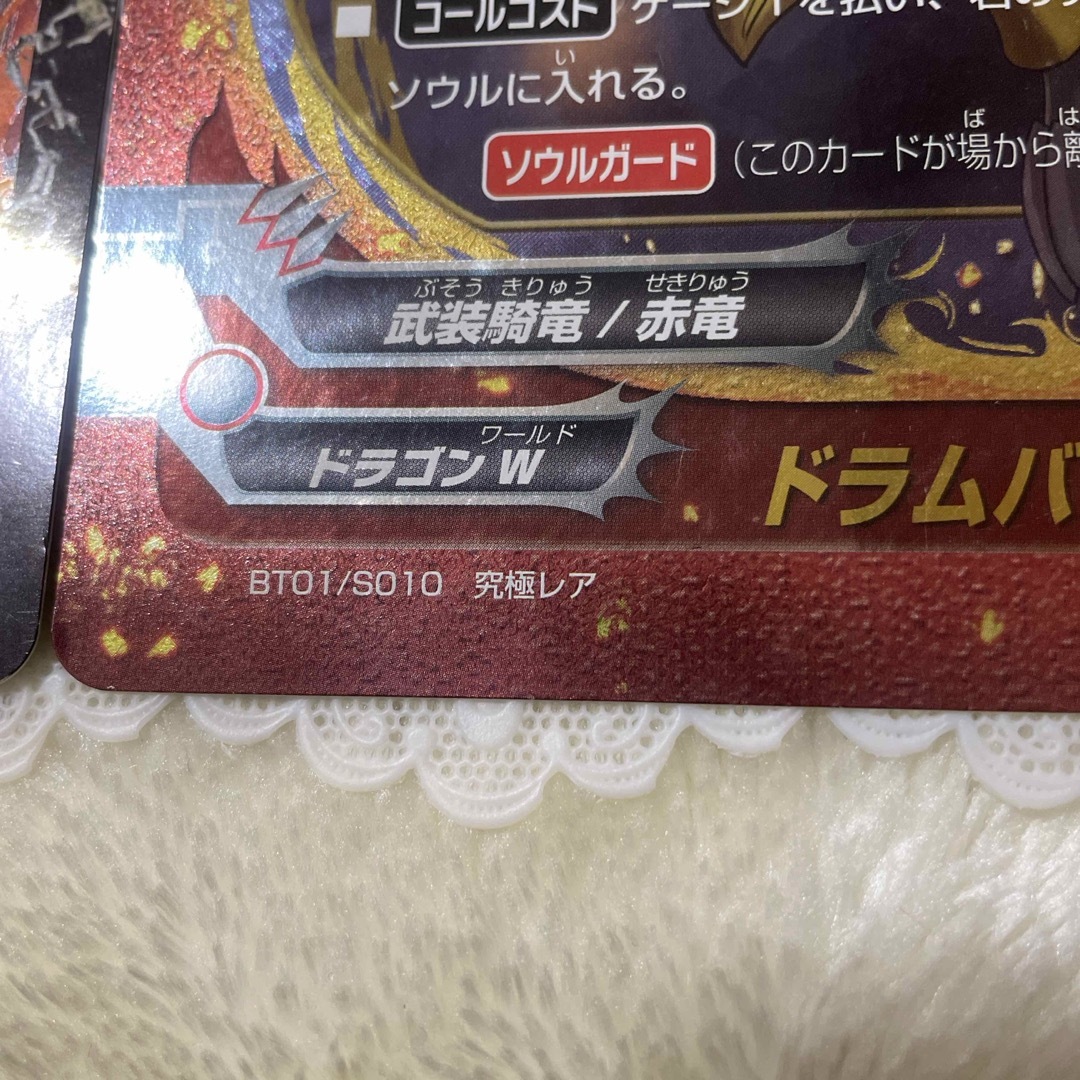 ■ コールコスト ゲージ1を払い、
い
ソウルに入れる。
ば は
ソウルガード (このカードが場から離
ぶそう きりゅう せきりゅう
武装騎竜 / 赤竜
ワールド
ドラゴンW
ドラムバ
BT01/S010 究極レア